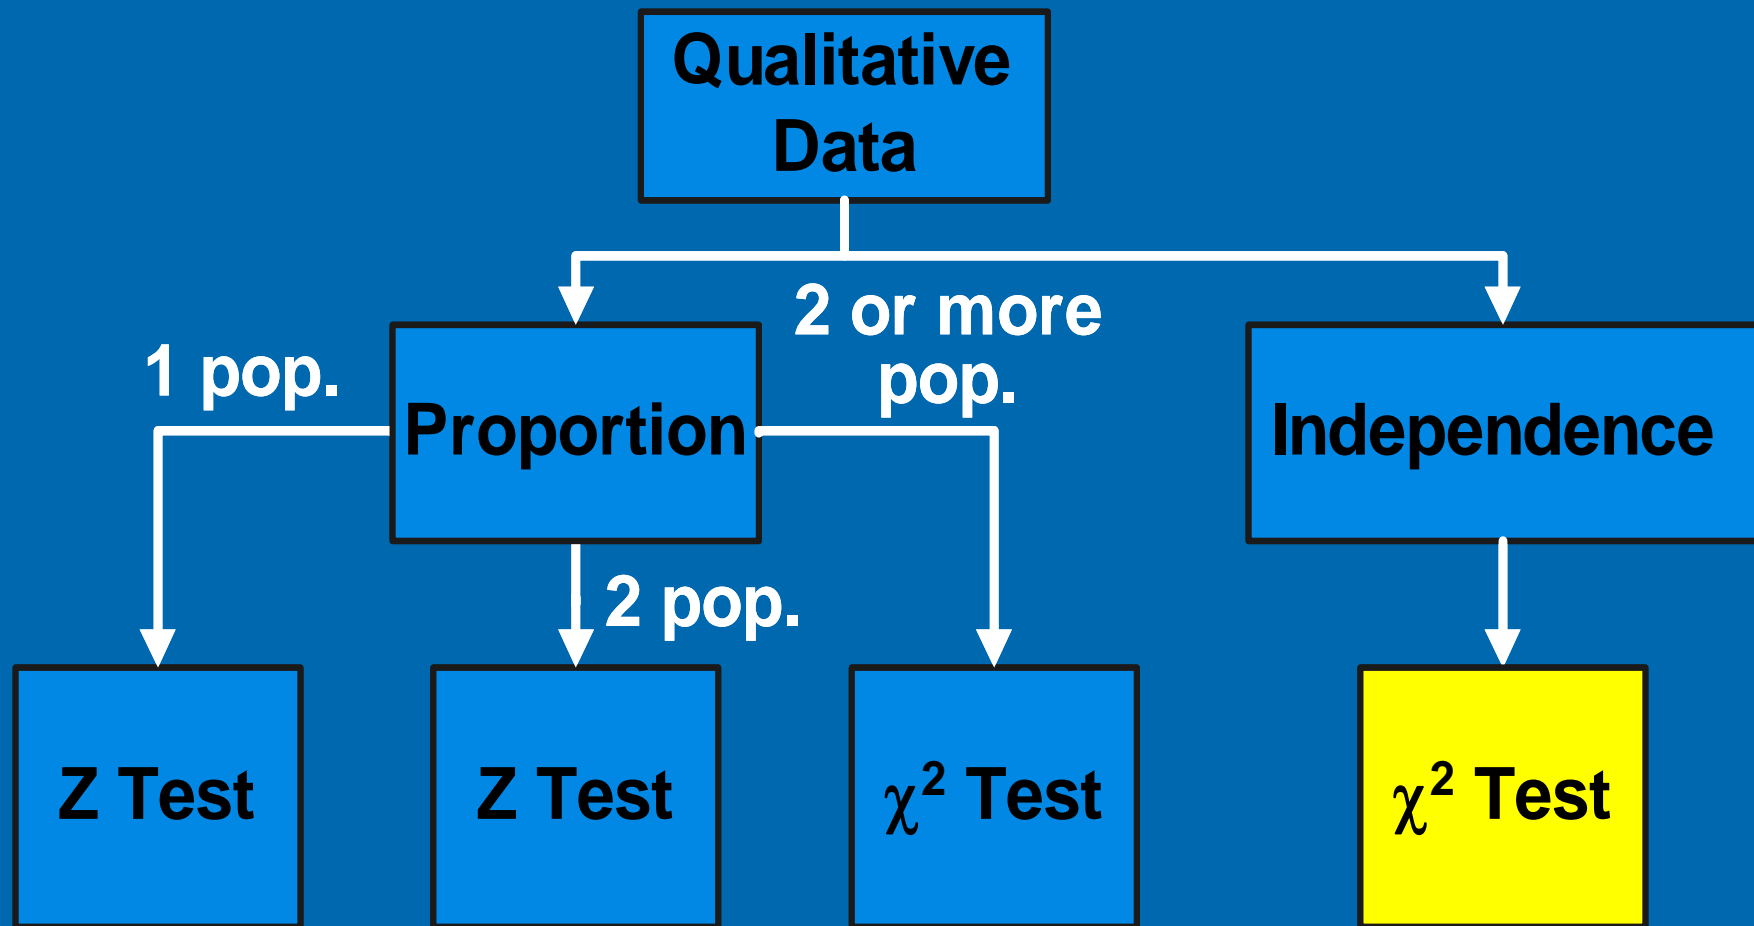 Qualitative
Data
2 or more
pop.
1 pop.
Proportion
Independence
2 pop.
Z Test
Z Test
χ² Test
χ² Test